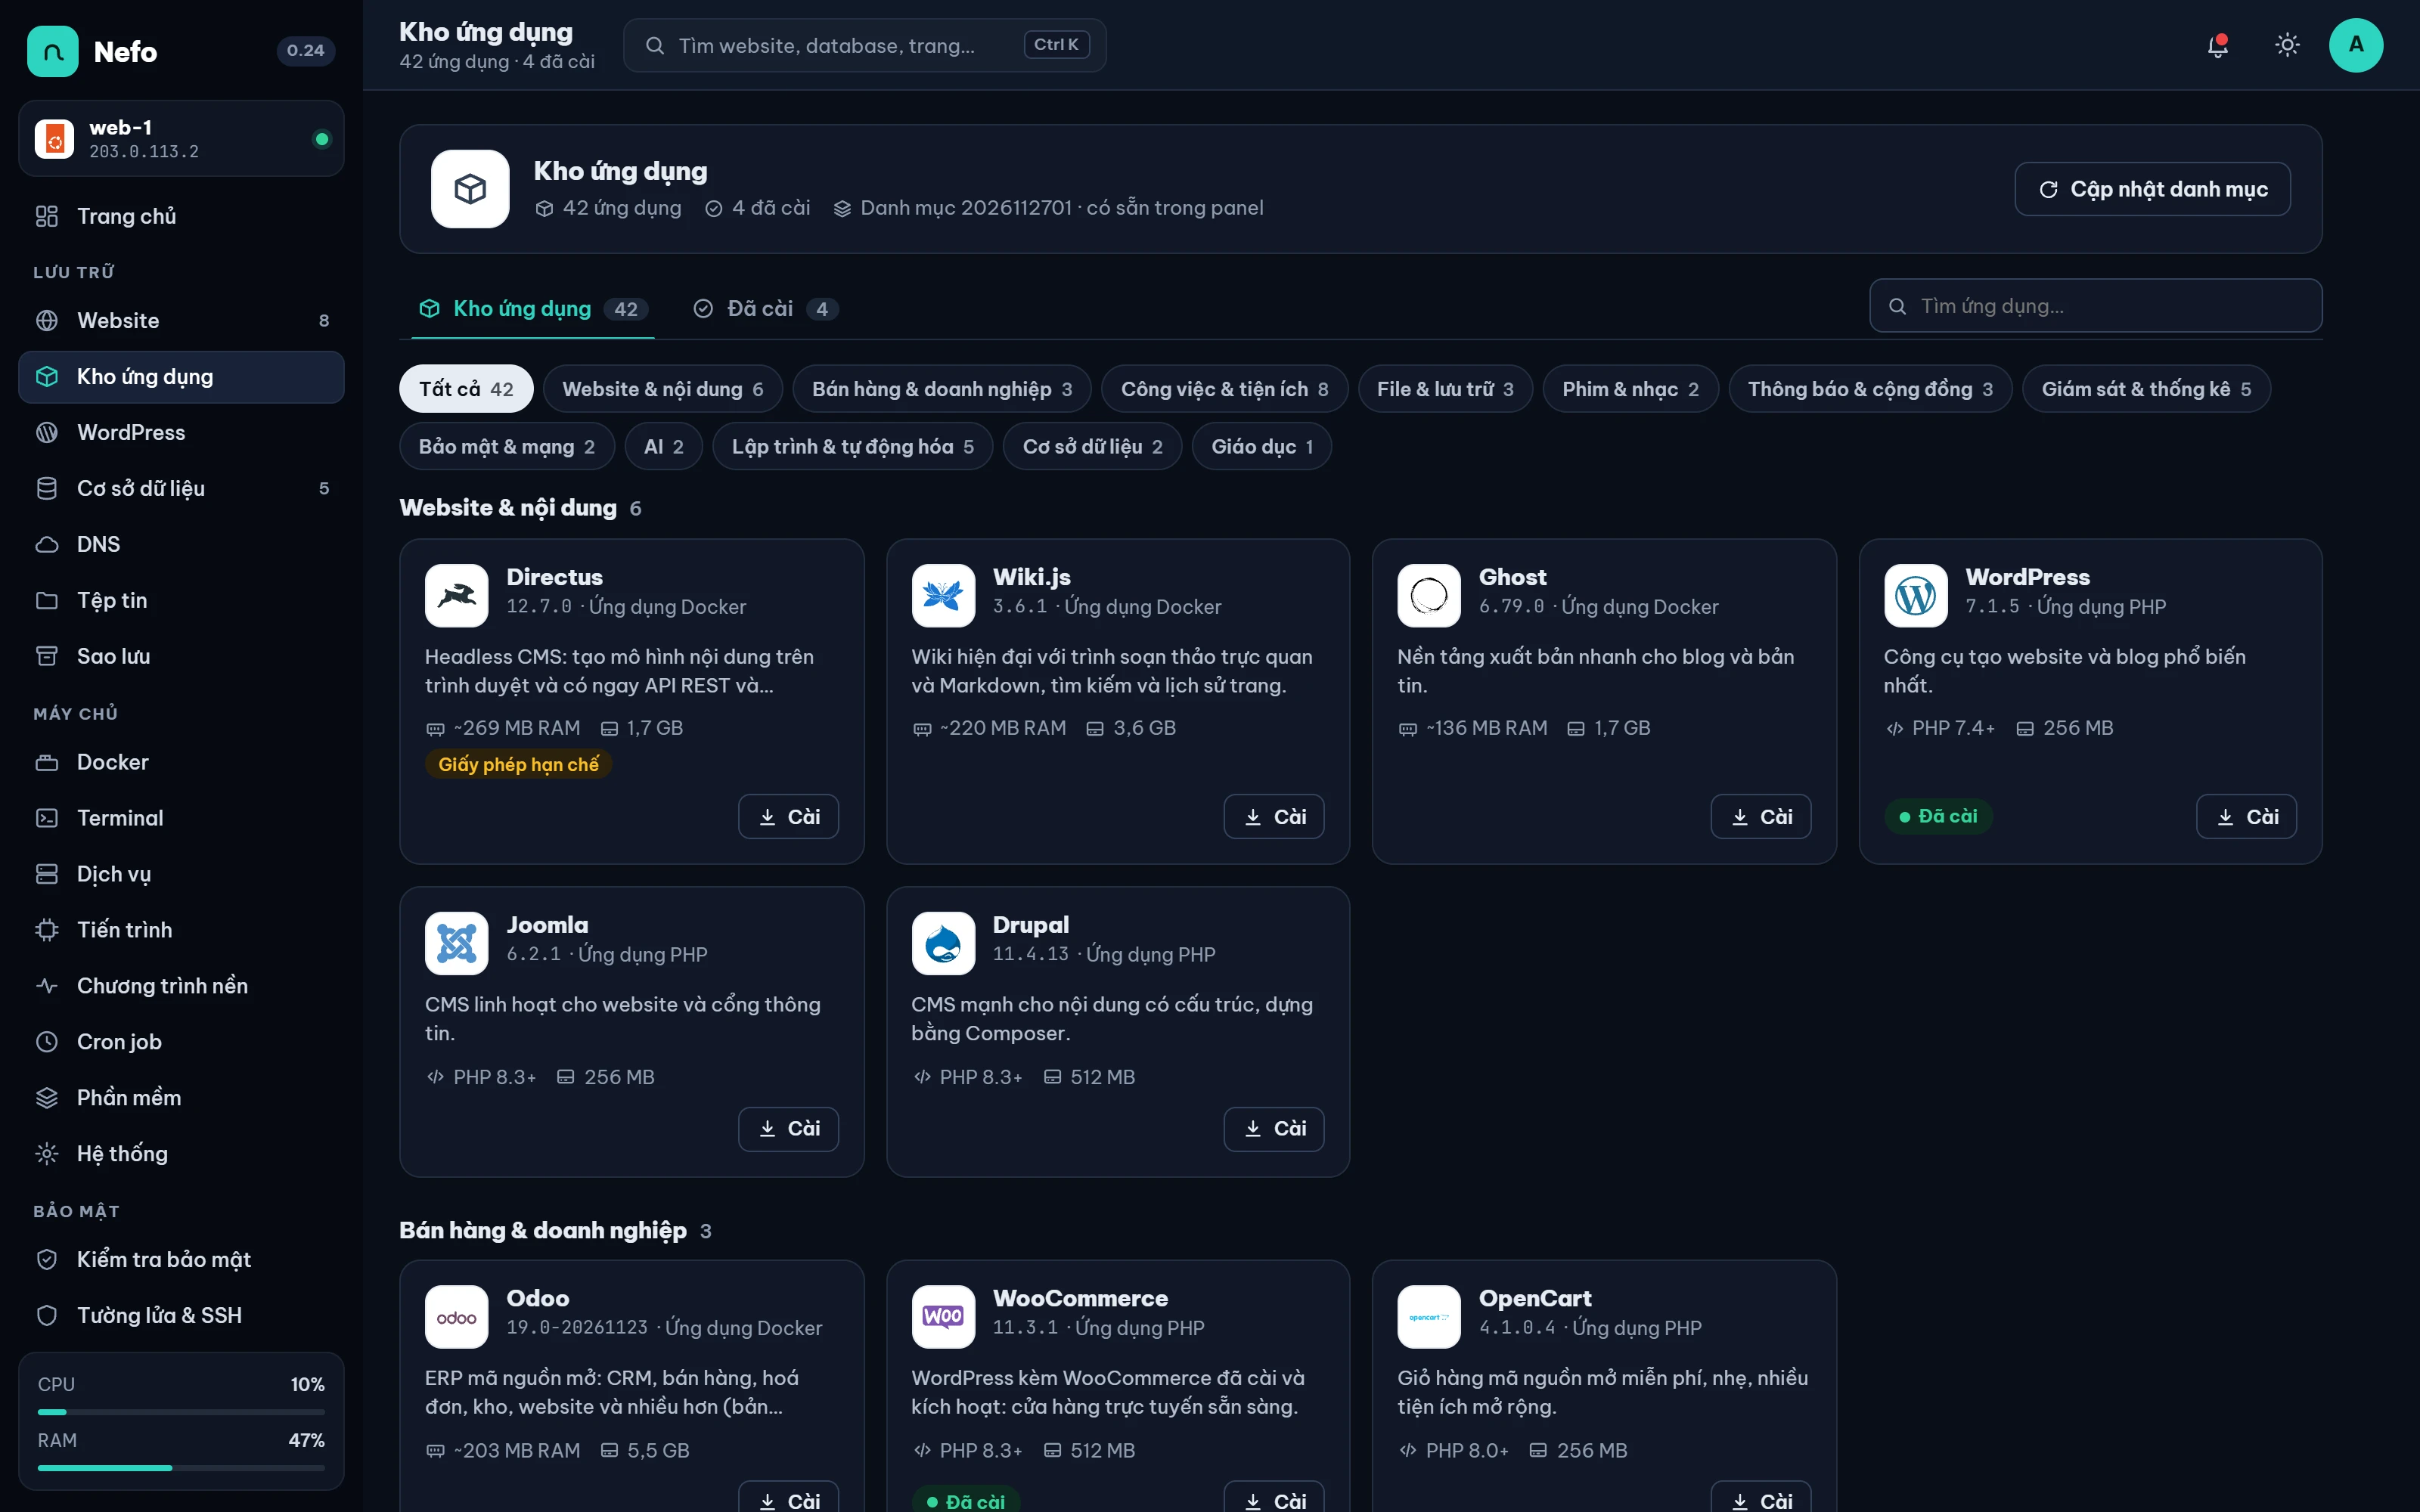 Nefo
0.24
web-1
203.0.113.2
Trang chủ
LƯU TRỮ
Website 8
Kho ứng dụng
WordPress
Cơ sở dữ liệu 5
DNS
Tệp tin
Sao lưu
MÁY CHỦ
Docker
Terminal
Dịch vụ
Tiến trình
Chương trình nền
Cron job
Phần mềm
Hệ thống
BẢO MẬT
Kiểm tra bảo mật
Tường lửa & SSH
CPU 10%
RAM 47%
Kho ứng dụng
42 ứng dụng · 4 đã cài
Tìm website, database, trang... Ctrl K
A
Kho ứng dụng
42 ứng dụng 4 đã cài Danh mục 2026112701 · có sẵn trong panel
Cập nhật danh mục
Kho ứng dụng 42 Đã cài 4
Tìm ứng dụng...
Tất cả 42 Website & nội dung 6 Bán hàng & doanh nghiệp 3 Công việc & tiện ích 8 File & lưu trữ 3 Phim & nhạc 2 Thông báo & cộng đồng 3 Giám sát & thống kê 5
Bảo mật & mạng 2 AI 2 Lập trình & tự động hóa 5 Cơ sở dữ liệu 2 Giáo dục 1
Website & nội dung 6
Directus
12.7.0 · Ứng dụng Docker
Headless CMS: tạo mô hình nội dung trên
trình duyệt và có ngay API REST và...
~269 MB RAM 1,7 GB
Giấy phép hạn chế
Cài
Wiki.js
3.6.1 · Ứng dụng Docker
Wiki hiện đại với trình soạn thảo trực quan
và Markdown, tìm kiếm và lịch sử trang.
~220 MB RAM 3,6 GB
Cài
Ghost
6.79.0 · Ứng dụng Docker
Nền tảng xuất bản nhanh cho blog và bản
tin.
~136 MB RAM 1,7 GB
Cài
WordPress
7.1.5 · Ứng dụng PHP
Công cụ tạo website và blog phổ biến
nhất.
PHP 7.4+ 256 MB
Đã cài
Cài
Joomla
6.2.1 · Ứng dụng PHP
CMS linh hoạt cho website và cổng thông
tin.
PHP 8.3+ 256 MB
Cài
Drupal
11.4.13 · Ứng dụng PHP
CMS mạnh cho nội dung có cấu trúc, dựng
bằng Composer.
PHP 8.3+ 512 MB
Cài
Bán hàng & doanh nghiệp 3
odoo
Odoo
19.0-20261123 · Ứng dụng Docker
ERP mã nguồn mở: CRM, bán hàng, hoá
đơn, kho, website và nhiều hơn (bản...
~203 MB RAM 5,5 GB
Cài
WOO
WooCommerce
11.3.1 · Ứng dụng PHP
WordPress kèm WooCommerce đã cài và
kích hoạt: cửa hàng trực tuyến sẵn sàng.
PHP 8.3+ 512 MB
Đã cài
Cài
opencart
OpenCart
4.1.0.4 · Ứng dụng PHP
Giỏ hàng mã nguồn mở miễn phí, nhẹ, nhiều
tiện ích mở rộng.
PHP 8.0+ 256 MB
Cài